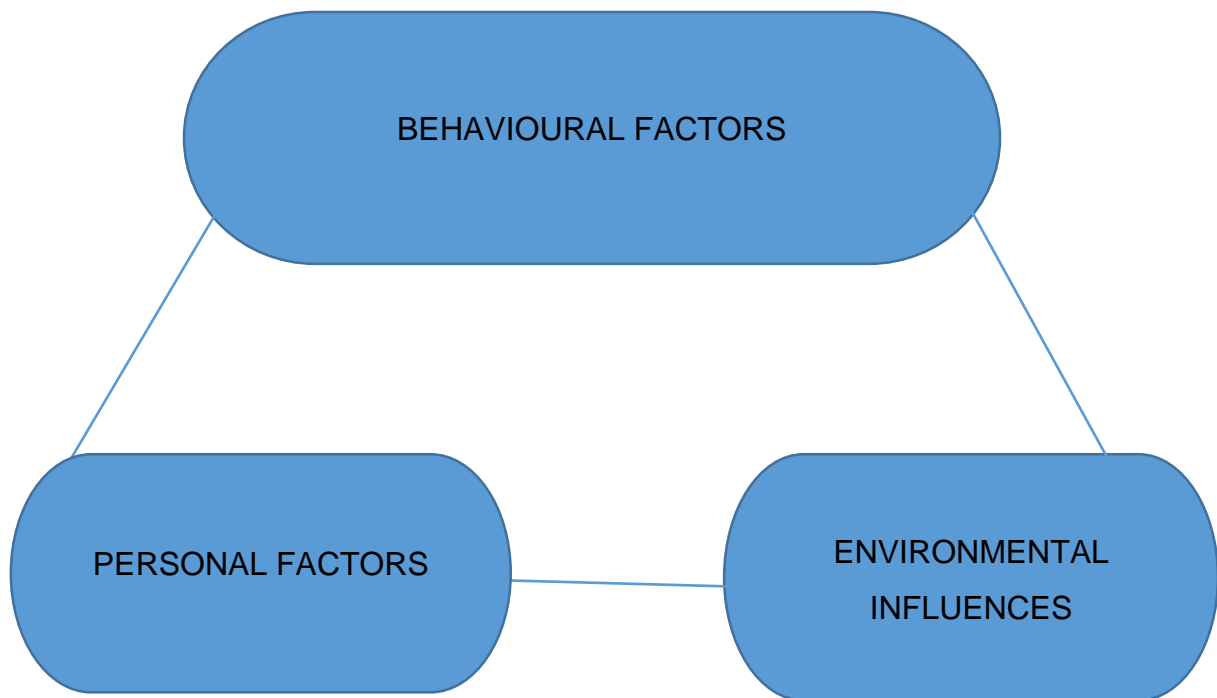 BEHAVIOURAL FACTORS
PERSONAL FACTORS
ENVIRONMENTAL
INFLUENCES